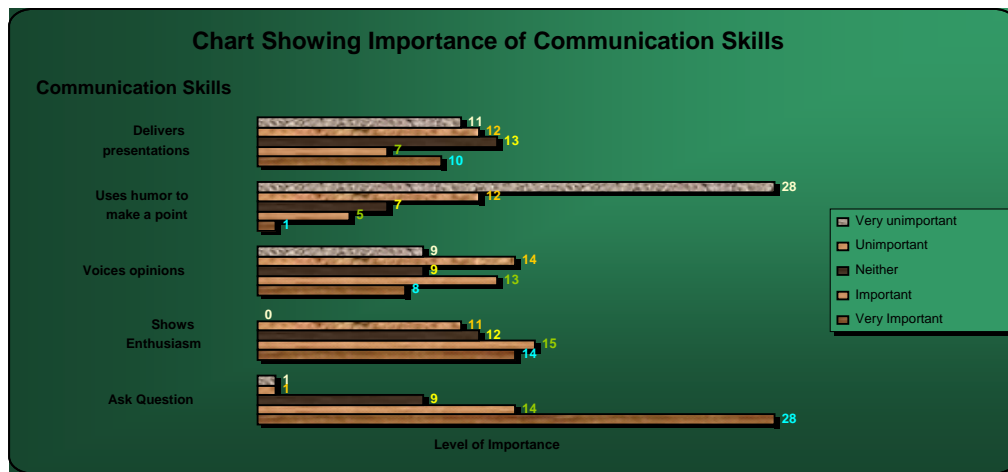 Chart Showing Importance of Communication Skills
Communication Skills
Delivers
presentations
11
12
13
7
10
Uses humor to
make a point
28
12
7
5
1
Voices opinions
9
14
9
13
8
Shows
Enthusiasm
0
11
12
15
14
Ask Question
1
1
9
14
28
Level of Importance
Very unimportant
Unimportant
Neither
Important
Very Important